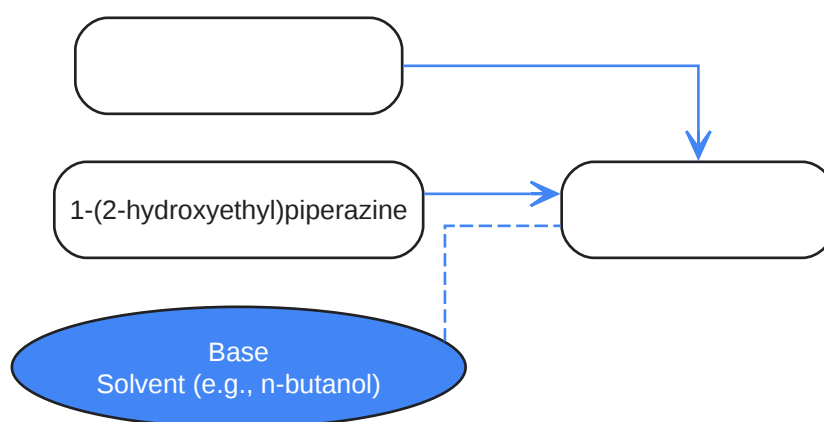 1-(2-hydroxyethyl)piperazine
Base
Solvent (e.g., n-butanol)